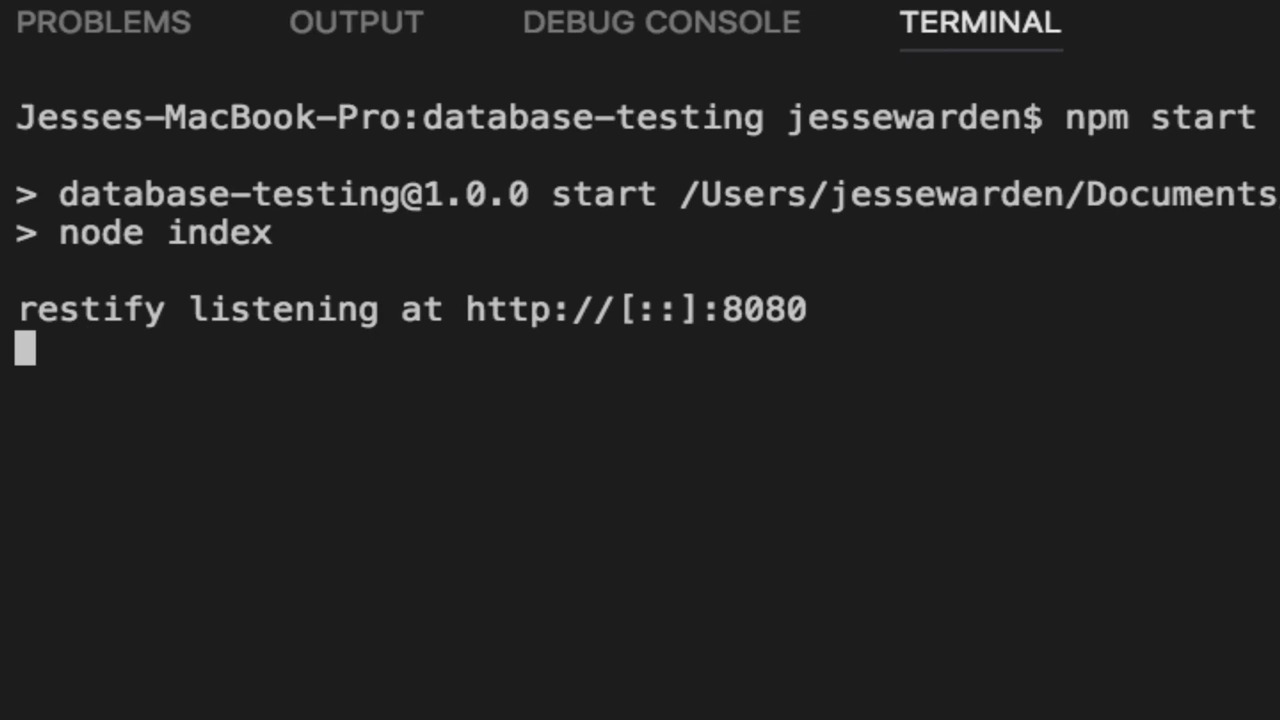 PROBLEMS OUTPUT DEBUG CONSOLE TERMINAL
Jesses-MacBook-Pro:database-testing jessewarden$ npm start
> database-testing@1.0.0 start /Users/jessewarden/Documents
> node index
restify listening at http://[::]:8080